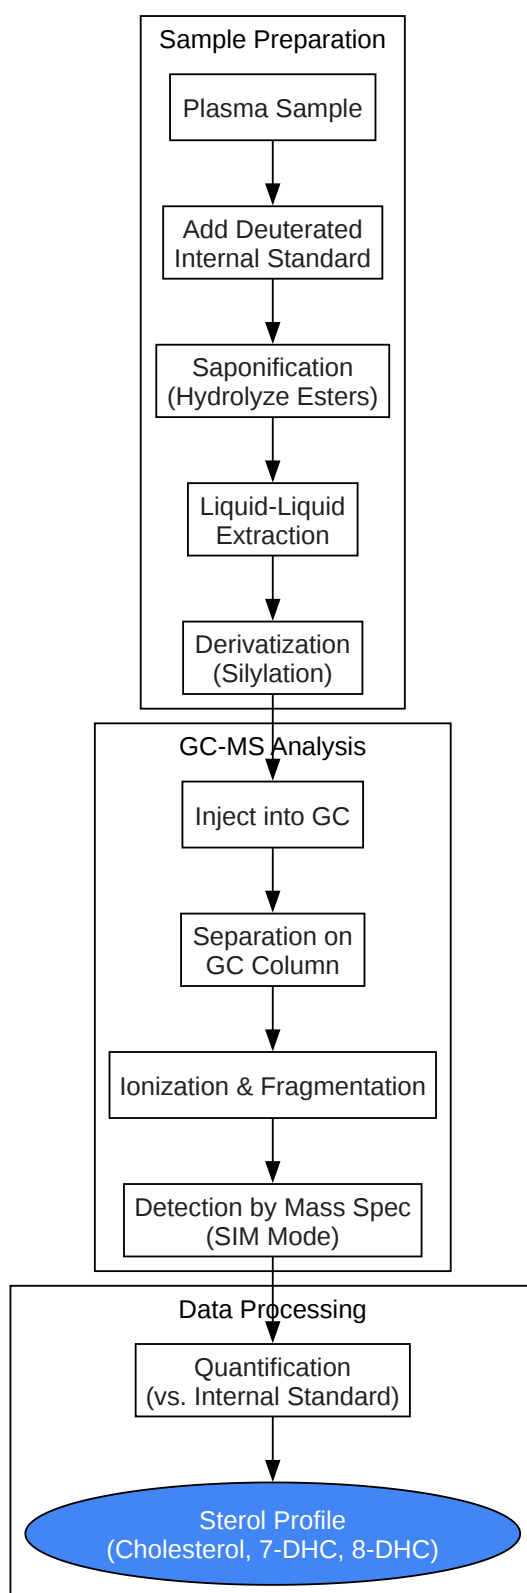 Sample Preparation
Plasma Sample
Add Deuterated
Internal Standard
Saponification
(Hydrolyze Esters)
Liquid-Liquid
Extraction
Derivatization
(Silylation)
GC-MS Analysis
Inject into GC
Separation on
GC Column
Ionization & Fragmentation
Detection by Mass Spec
(SIM Mode)
Data Processing
Quantification
(vs. Internal Standard)
Sterol Profile
(Cholesterol, 7-DHC, 8-DHC)